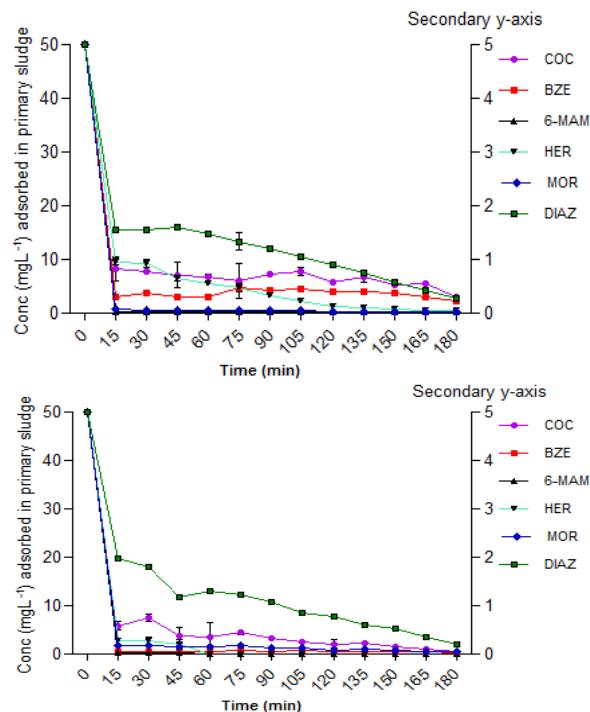 Secondary y-axis
Conc (mgL⁻¹) adsorbed in primary sludge
50
40
30
20
10
0
5
4
3
2
1
0
COC
BZE
6-MAM
HER
MOR
DIAZ
0 15 30 45 60 75 90 105 120 135 150 165 180
Time (min)
Secondary y-axis
Conc (mgL⁻¹) adsorbed in primary sludge
50
40
30
20
10
0
5
4
3
2
1
0
COC
BZE
6-MAM
HER
MOR
DIAZ
0 15 30 45 60 75 90 105 120 135 150 165 180
Time (min)